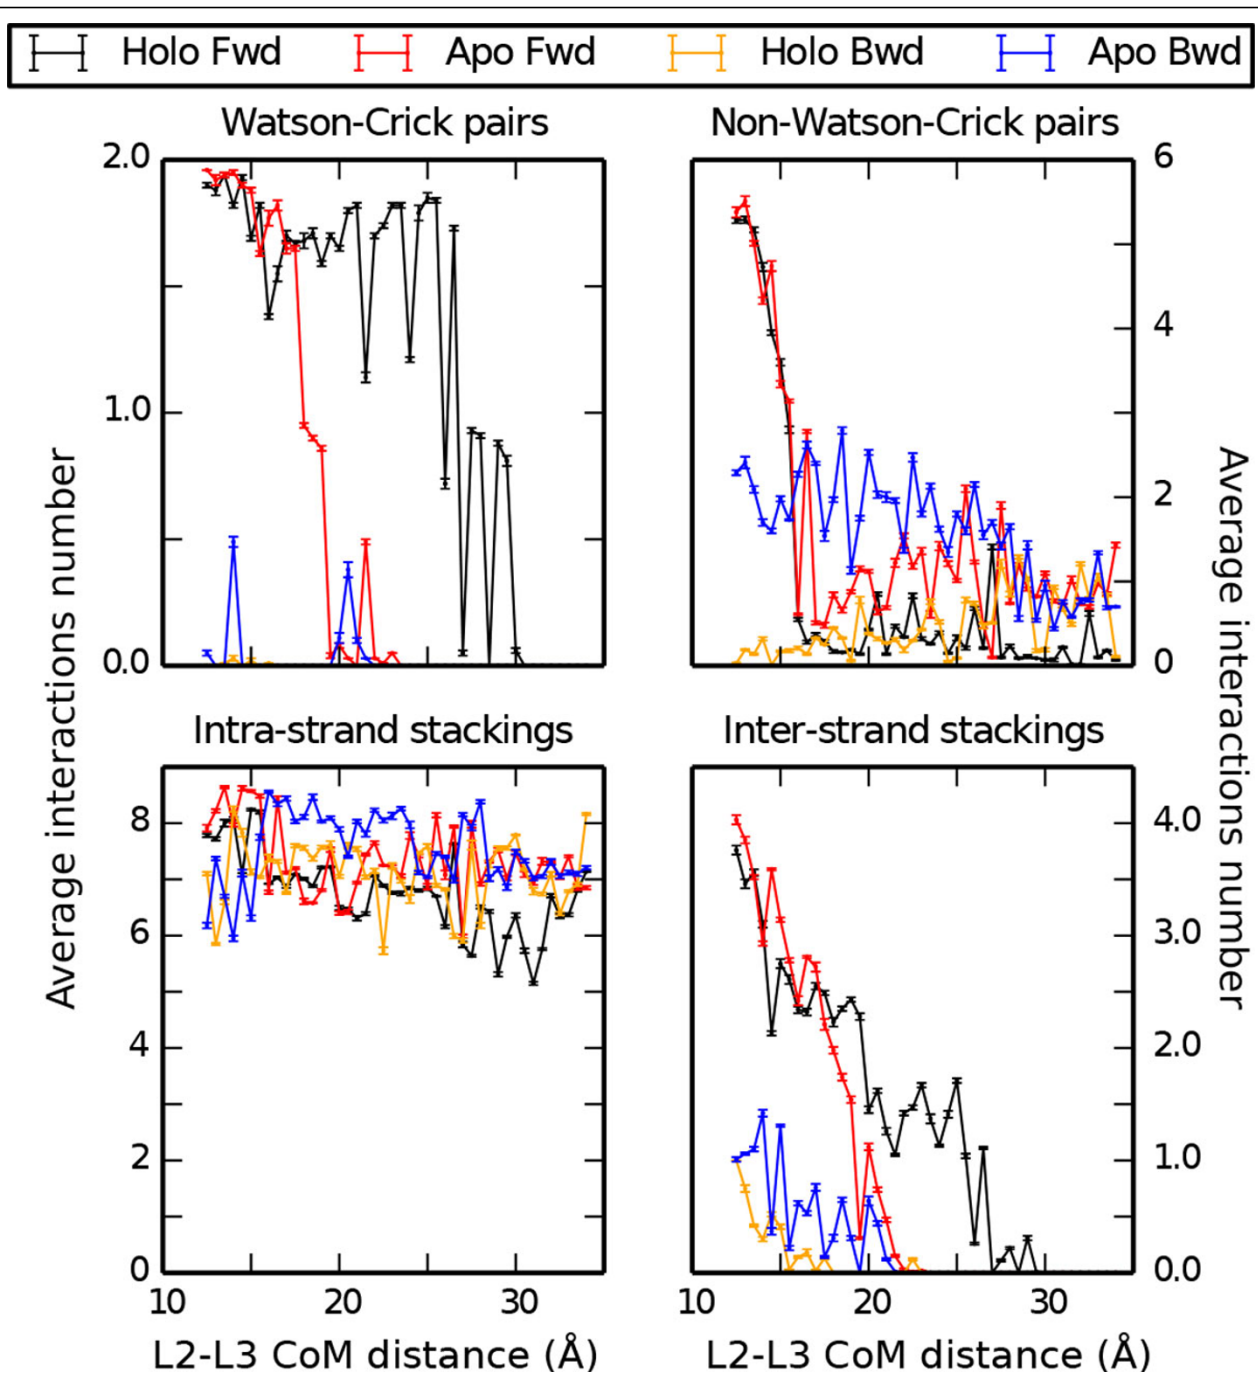 Holo Fwd Apo Fwd Holo Bwd Apo Bwd
Watson-Crick pairs Non-Watson-Crick pairs
2.0 6
4
1.0
2
0.0 0
Average interactions number
Average interactions number
Intra-strand stackings Inter-strand stackings
8 4.0
6 3.0
4 2.0
2 1.0
0 0.0
10 20 30 10 20 30
L2-L3 CoM distance (Å) L2-L3 CoM distance (Å)